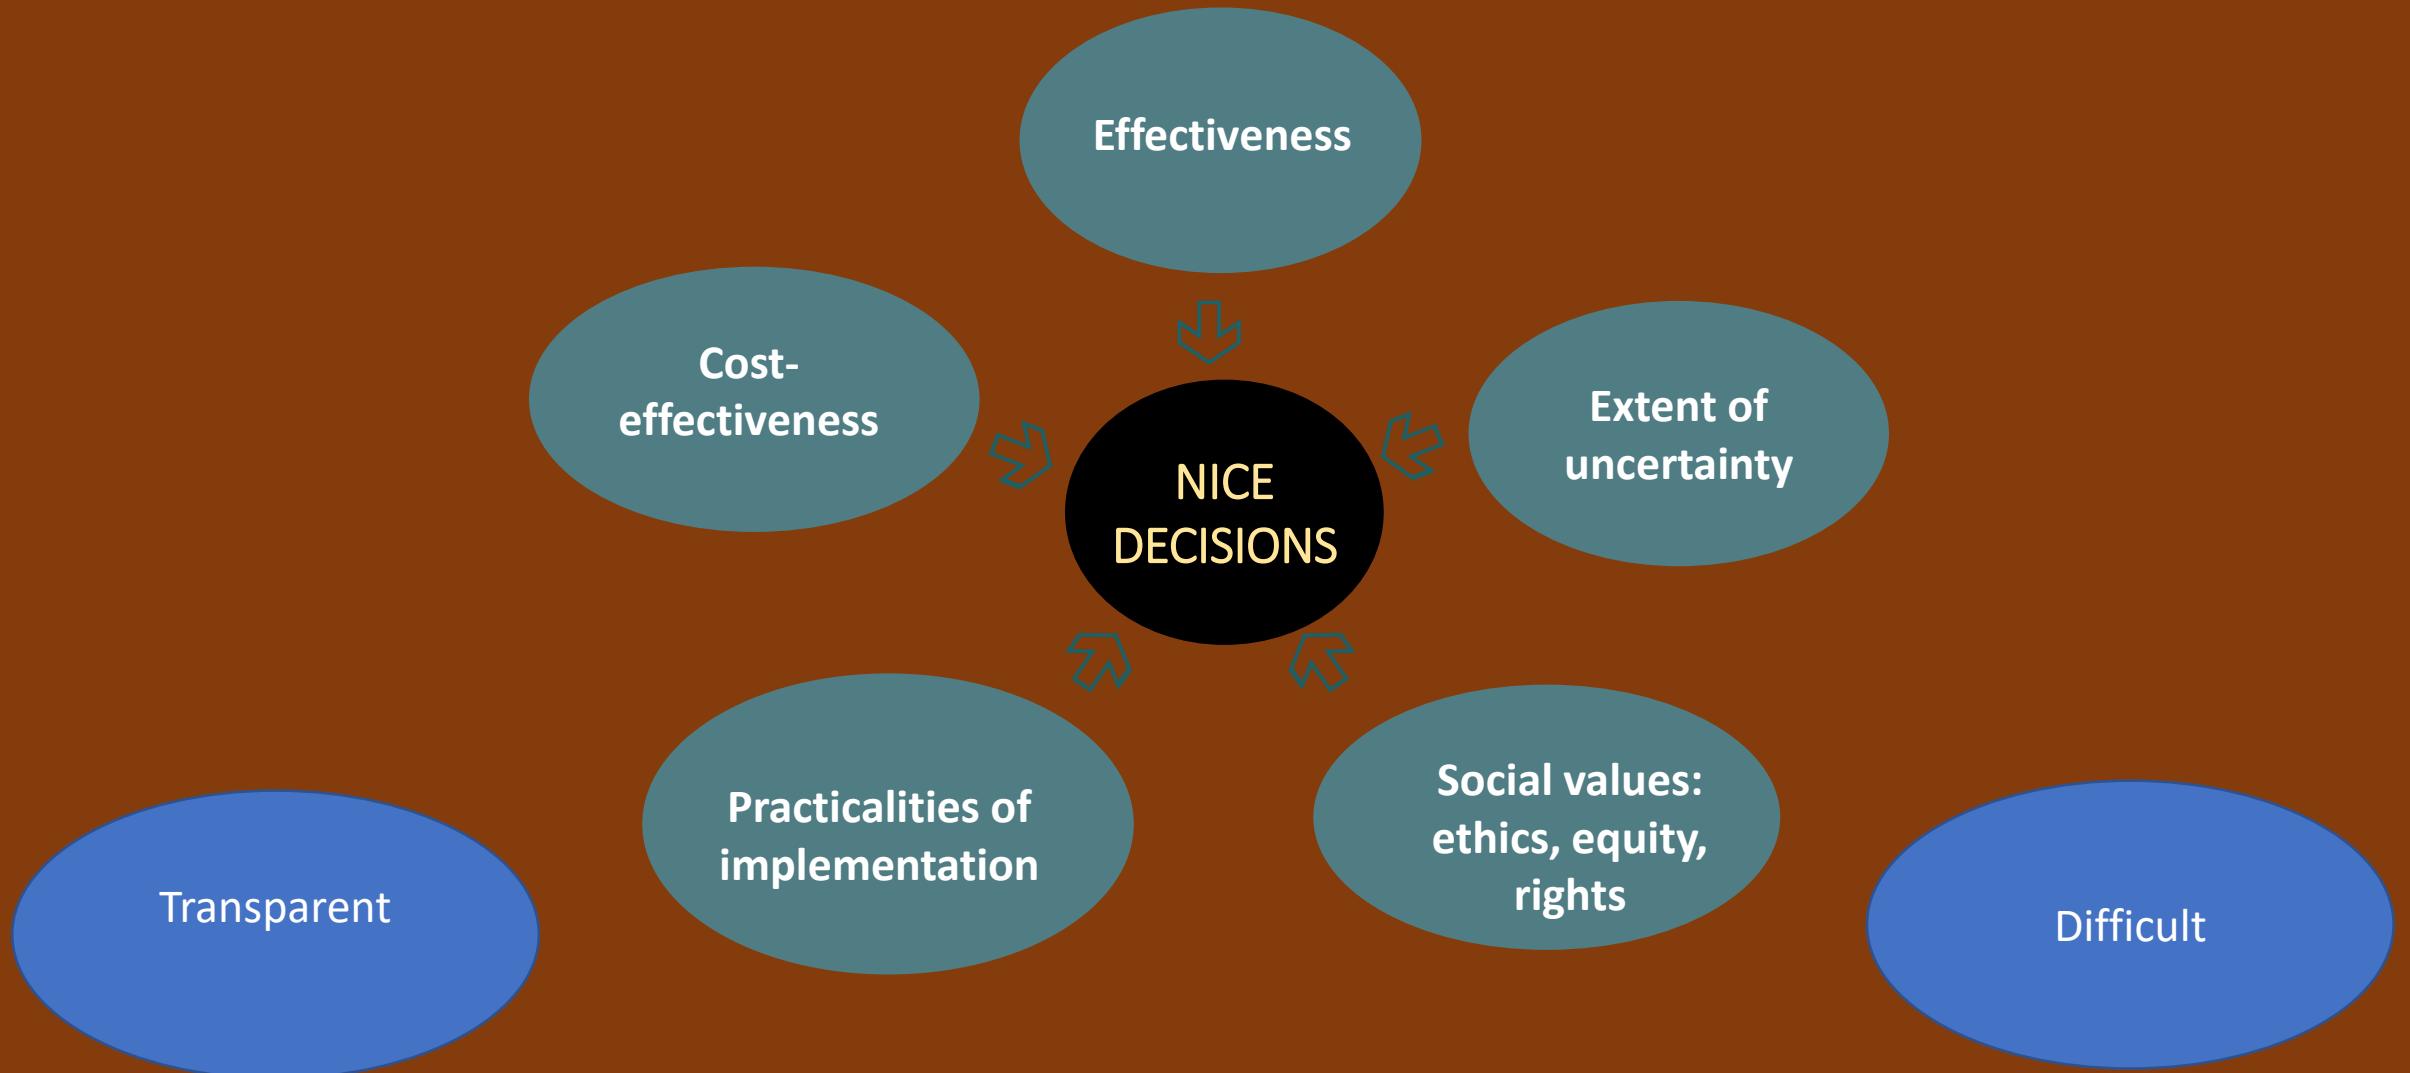 Effectiveness
Cost-
effectiveness
Extent of
uncertainty
NICE
DECISIONS
Practicalities of
implementation
Social values:
ethics, equity,
rights
Transparent
Difficult